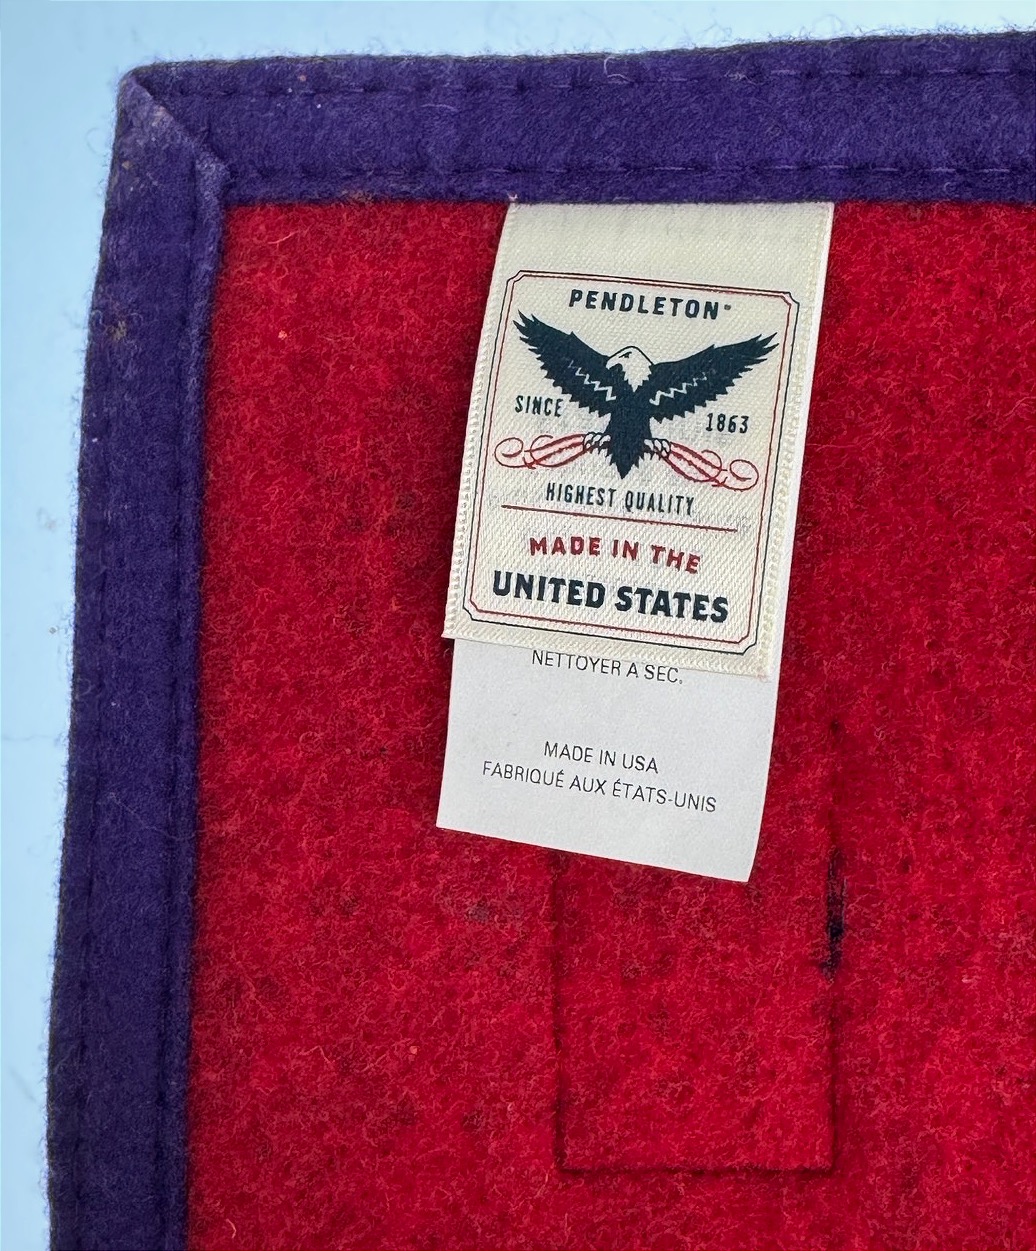 PENDLETON®
SINCE 1863
HIGHEST QUALITY
MADE IN THE
UNITED STATES
NETTOYER A SEC.
MADE IN USA
FABRIQUÉ AUX ÉTATS-UNIS